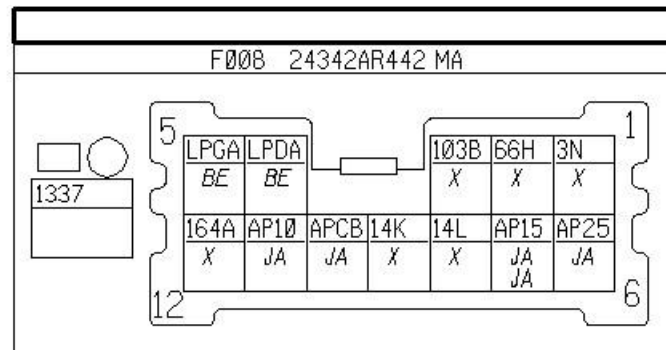 F008 24342AR442 MA
5 1
LPGA LPDA 103B 66H 3N
BE BE X X X
1337
164A AP10 APCB 14K 14L AP15 AP25
X JA JA X X JA JA
JA
12 6